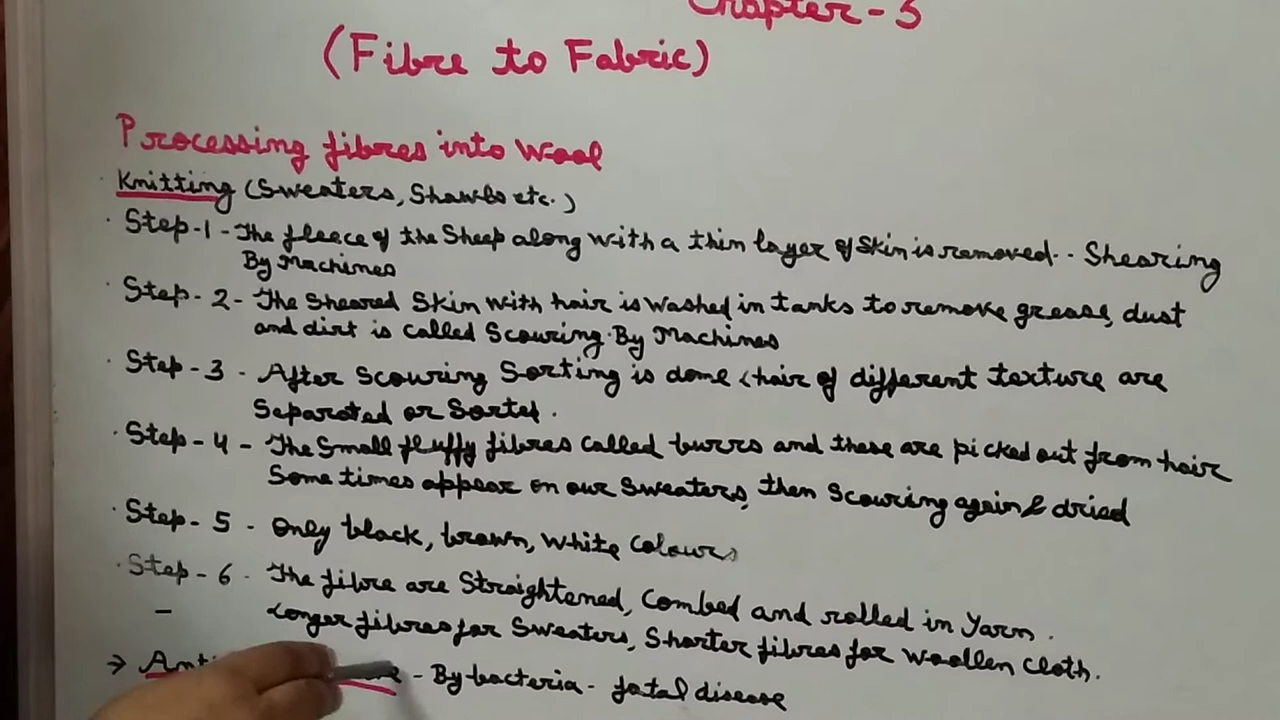 Chapter - 3
(Fibre to Fabric)
Processing fibres into Wool
Knitting (Sweaters, Shawls etc.)
Step-1 - The fleece of the Sheep along with a thin layer of Skin is removed.. Shearing
By Machines
Step- 2- The Sheared Skin with hair is washed in tanks to remove grease, dust
and dirt is called Scouring. By Machines
Step -3 - After Scouring Sorting is done (hair of different texture are
Separated or Sorted.
Step- 4 - The Small fluffy fibres called burrs and these are picked out from hair
Some times appear on our Sweaters, then Scouring again & dried
Step- 5 - Only black, brown, white Colours
Step -6 - The fibre are Straightened, Combed and rolled in Yarn.
- Longer fibres for Sweaters, Shorter fibres for woollen Cloth.
→ - By bacteria - fatal disease